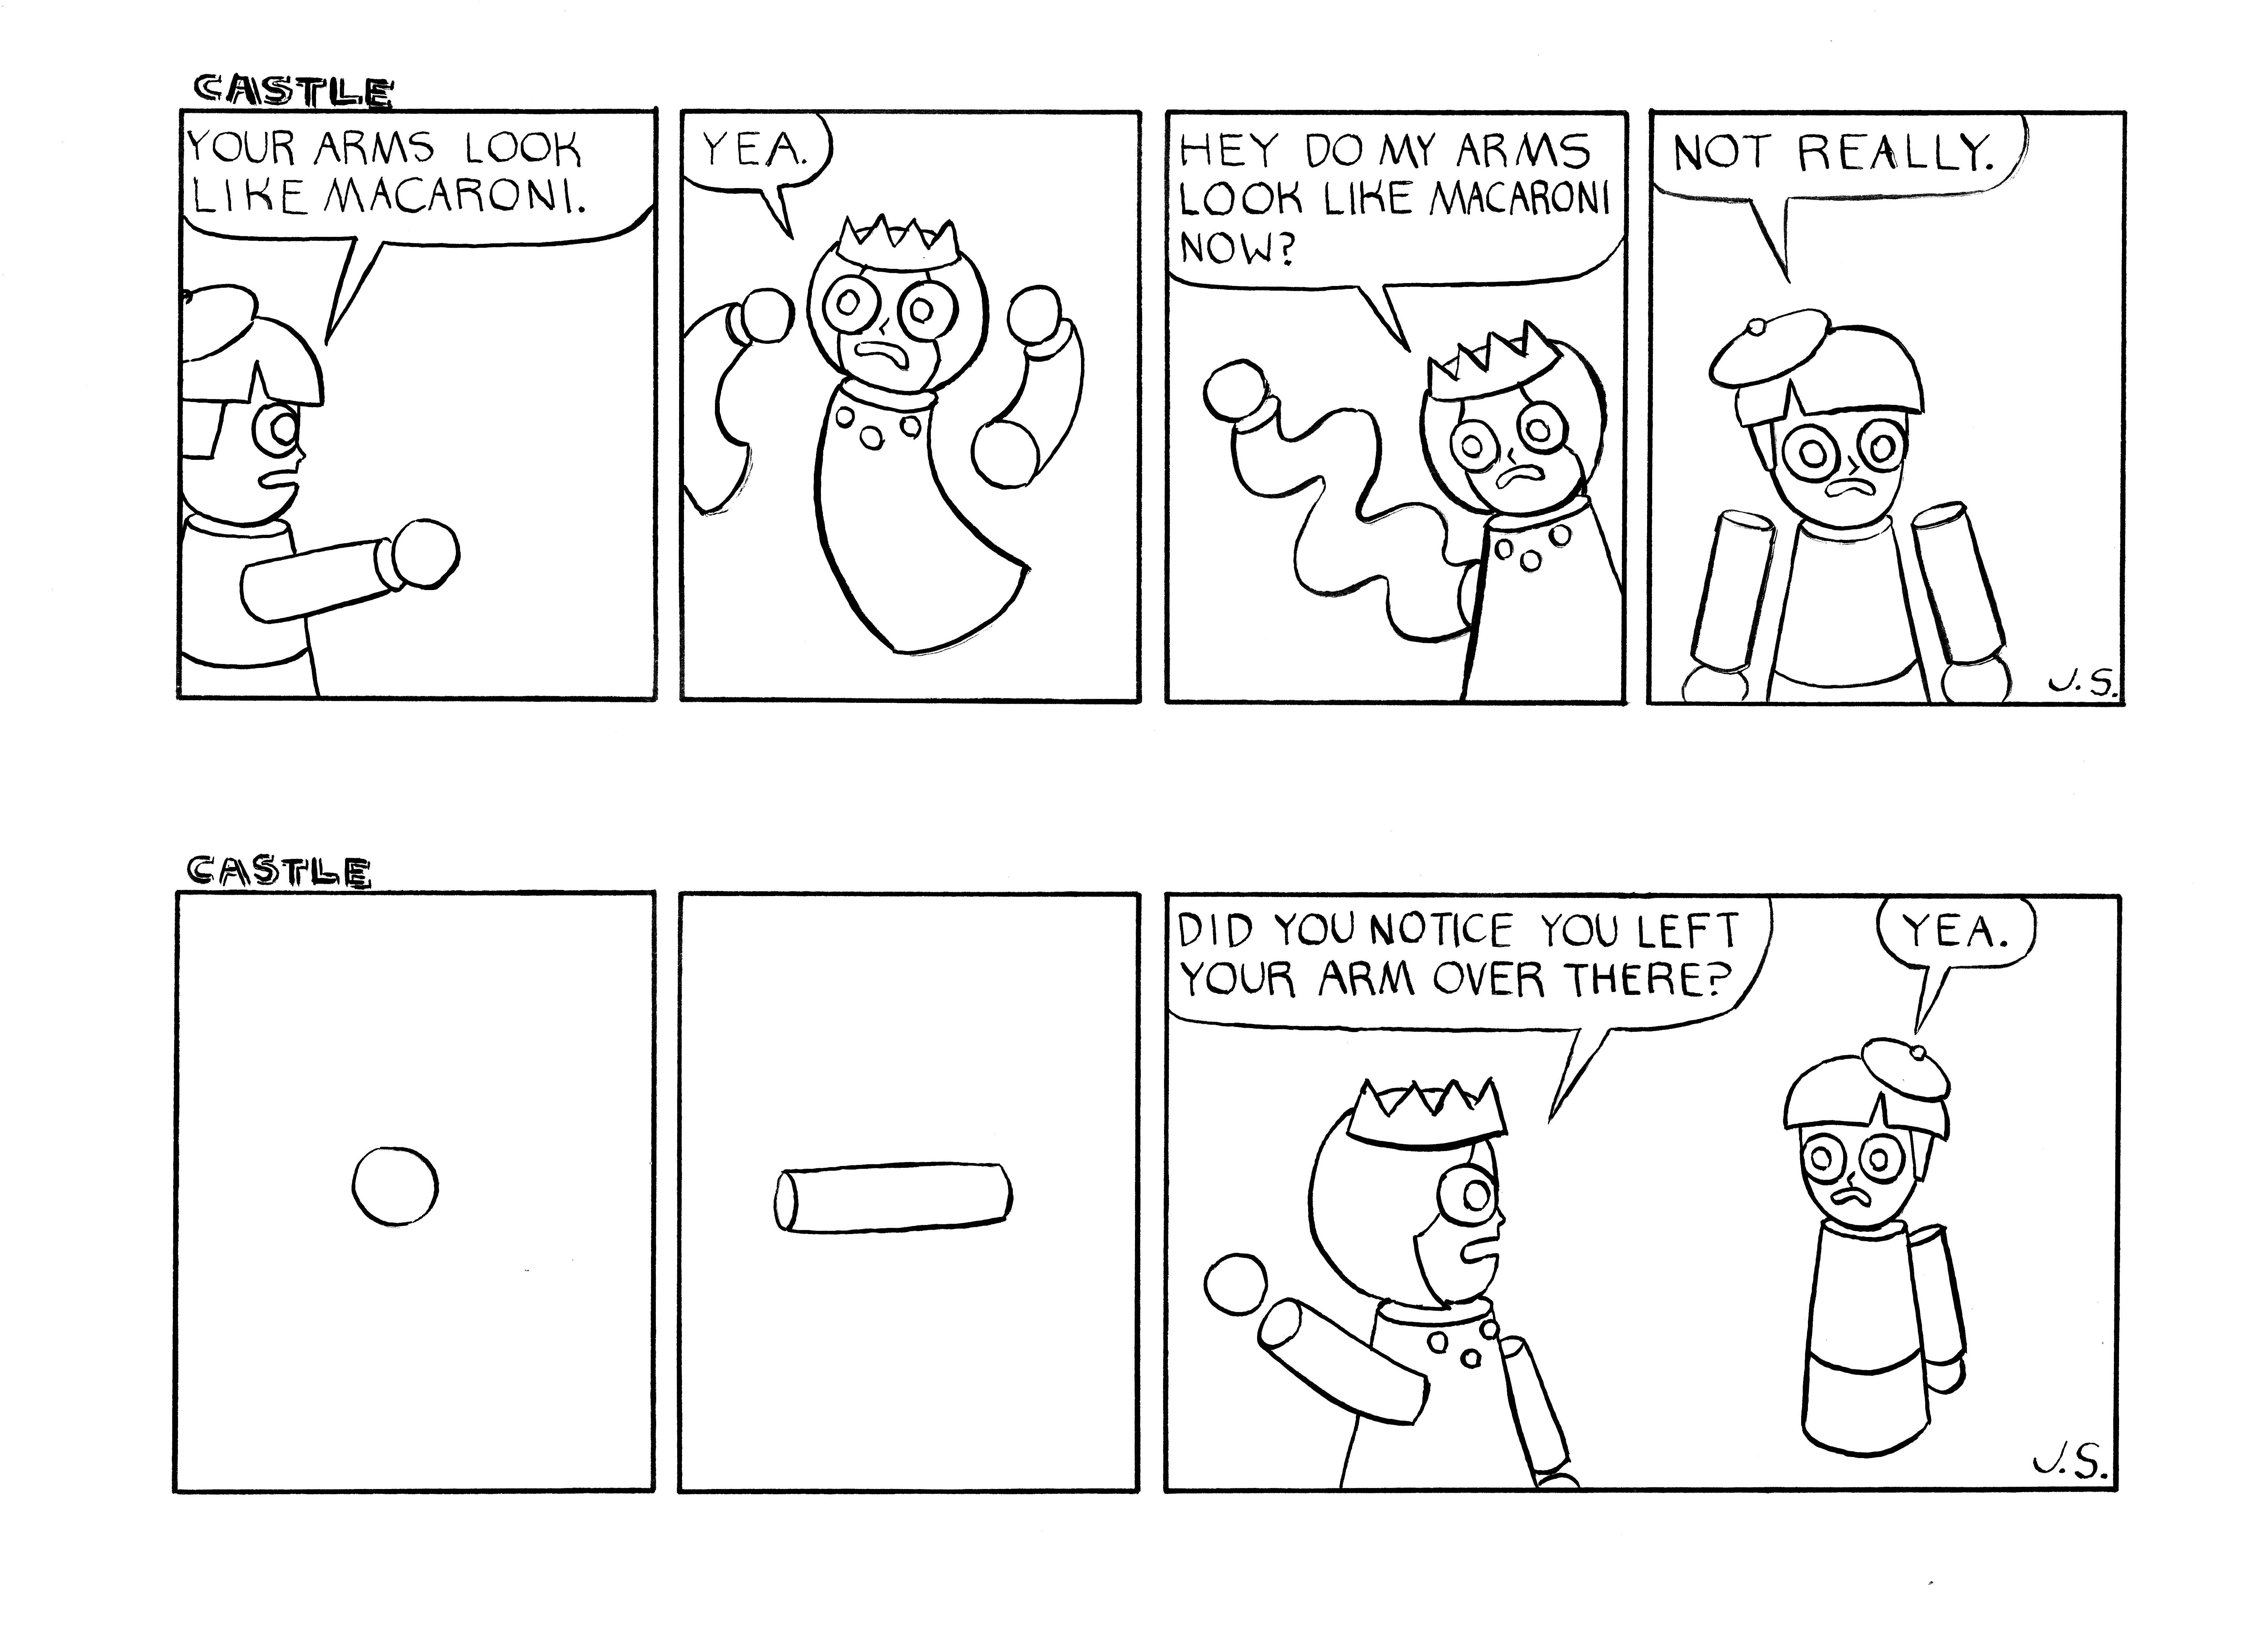 CASTLE
YOUR ARMS LOOK
LIKE MACARONI.
YEA.
HEY DO MY ARMS
LOOK LIKE MACARONI
NOW?
NOT REALLY.
J.S.
CASTLE
DID YOU NOTICE YOU LEFT
YOUR ARM OVER THERE?
YEA.
J.S.